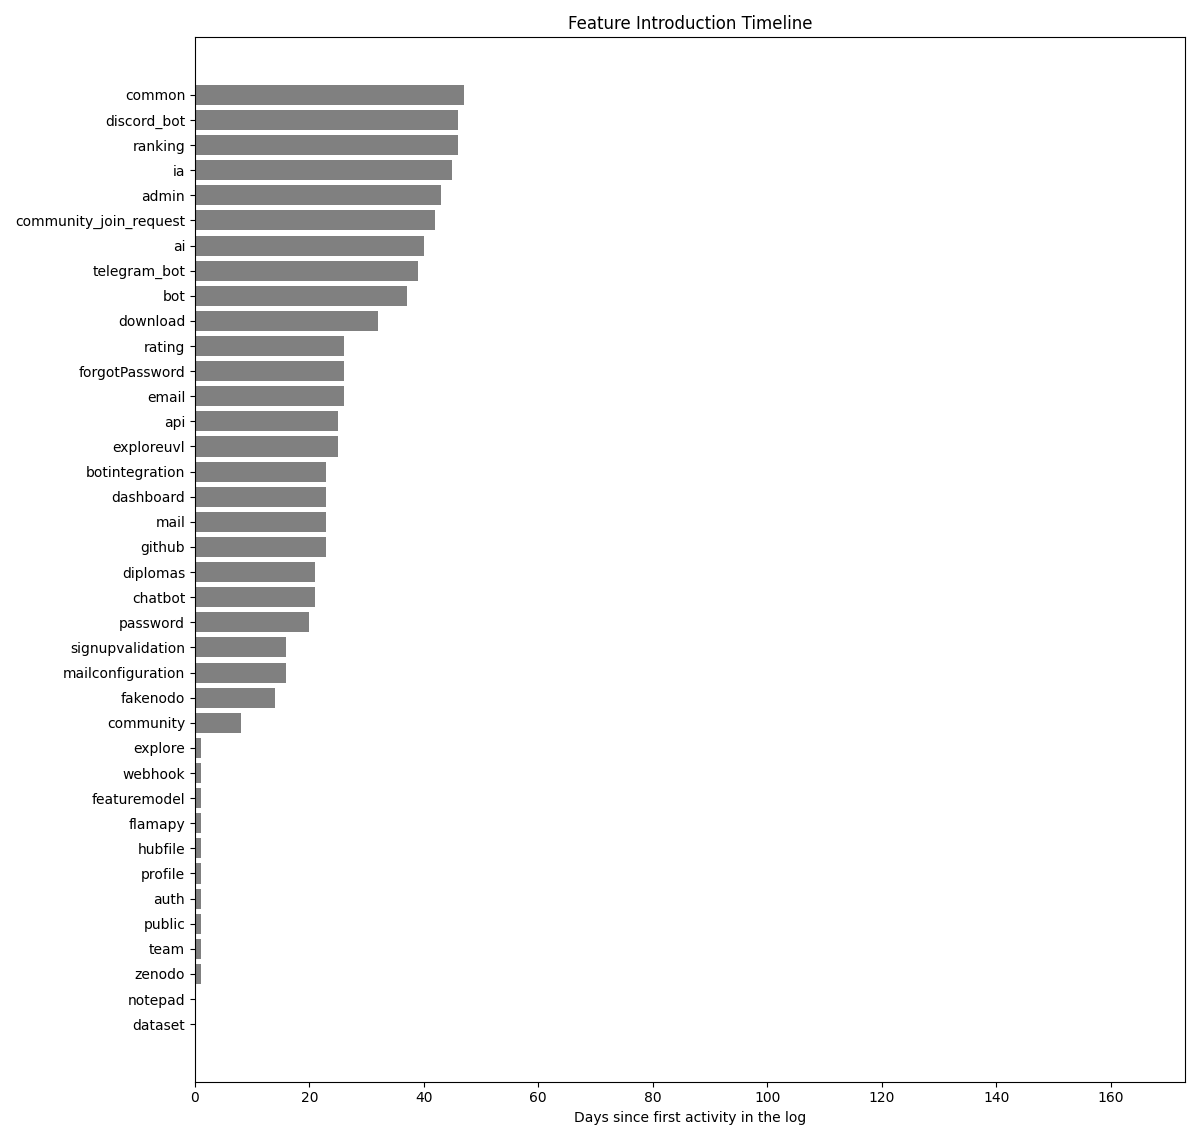 Feature Introduction Timeline
common
discord_bot
ranking
ia
admin
community_join_request
ai
telegram_bot
bot
download
rating
forgotPassword
email
api
exploreuvl
botintegration
dashboard
mail
github
diplomas
chatbot
password
signupvalidation
mailconfiguration
fakenodo
community
explore
webhook
featuremodel
flamapy
hubfile
profile
auth
public
team
zenodo
notepad
dataset
0 20 40 60 80 100 120 140 160
Days since first activity in the log